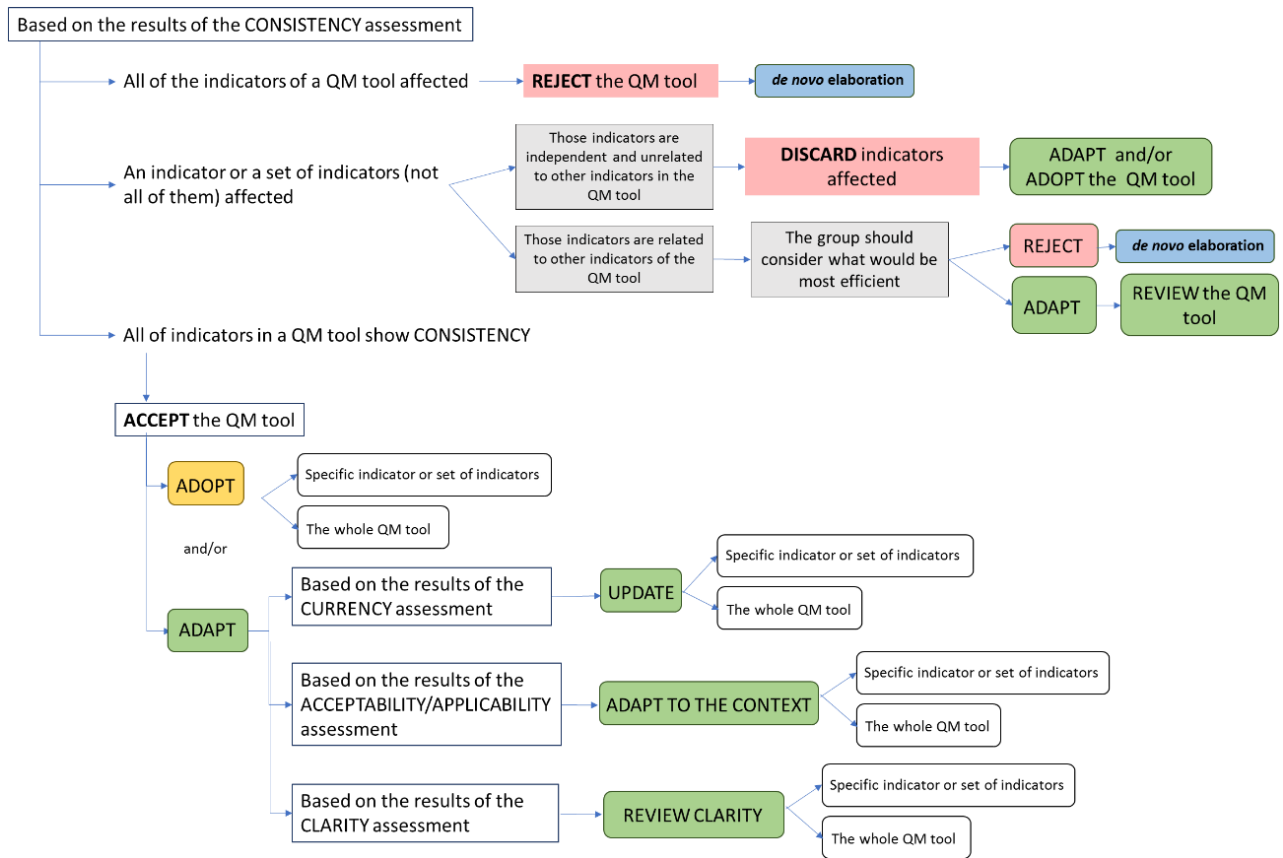 Based on the results of the CONSISTENCY assessment
All of the indicators of a QM tool affected
REJECT the QM tool
de novo elaboration
An indicator or a set of indicators (not
all of them) affected
Those indicators are
independent and unrelated
to other indicators in the
QM tool
DISCARD indicators
affected
ADAPT and/or
ADOPT the QM tool
Those indicators are related
to other indicators of the
QM tool
The group should
consider what would be
most efficient
REJECT
de novo elaboration
ADAPT
REVIEW the QM
tool
All of indicators in a QM tool show CONSISTENCY
ACCEPT the QM tool
ADOPT
Specific indicator or set of indicators
The whole QM tool
and/or
ADAPT
Based on the results of the
CURRENCY assessment
UPDATE
Specific indicator or set of indicators
The whole QM tool
Based on the results of the
ACCEPTABILITY/APPLICABILITY
assessment
ADAPT TO THE CONTEXT
Specific indicator or set of indicators
The whole QM tool
Based on the results of the
CLARITY assessment
REVIEW CLARITY
Specific indicator or set of indicators
The whole QM tool